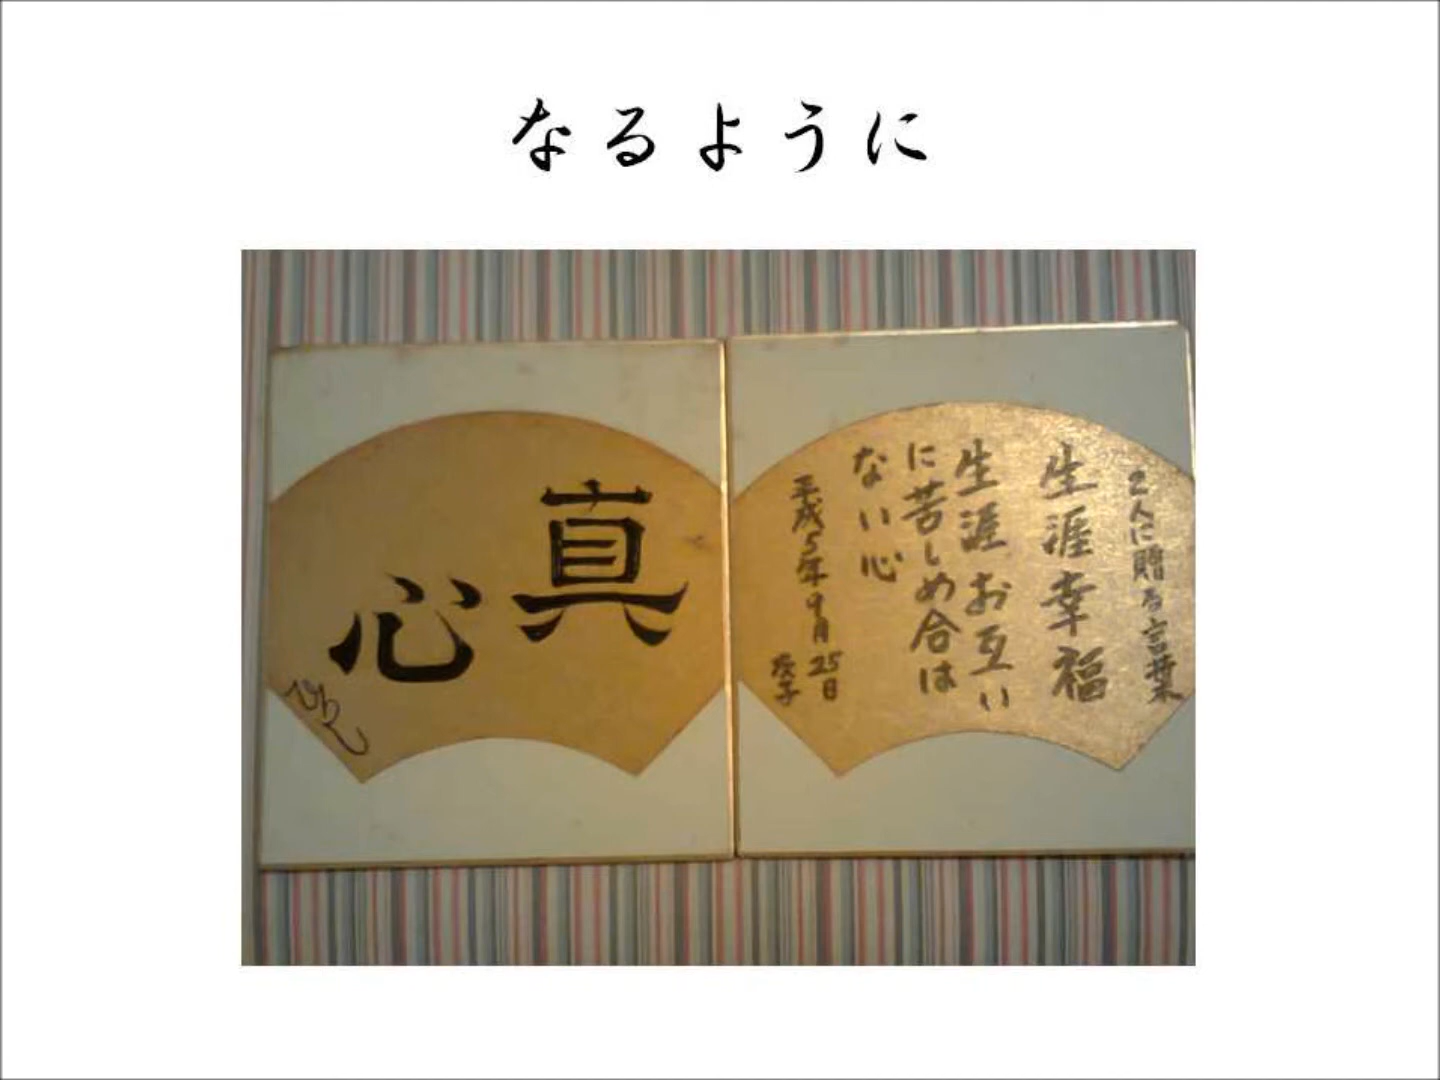 なるように
2人に贈る言葉
生涯幸福
生涯お互い
に苦しめ合は
ない心
平成5年9月25日
真心